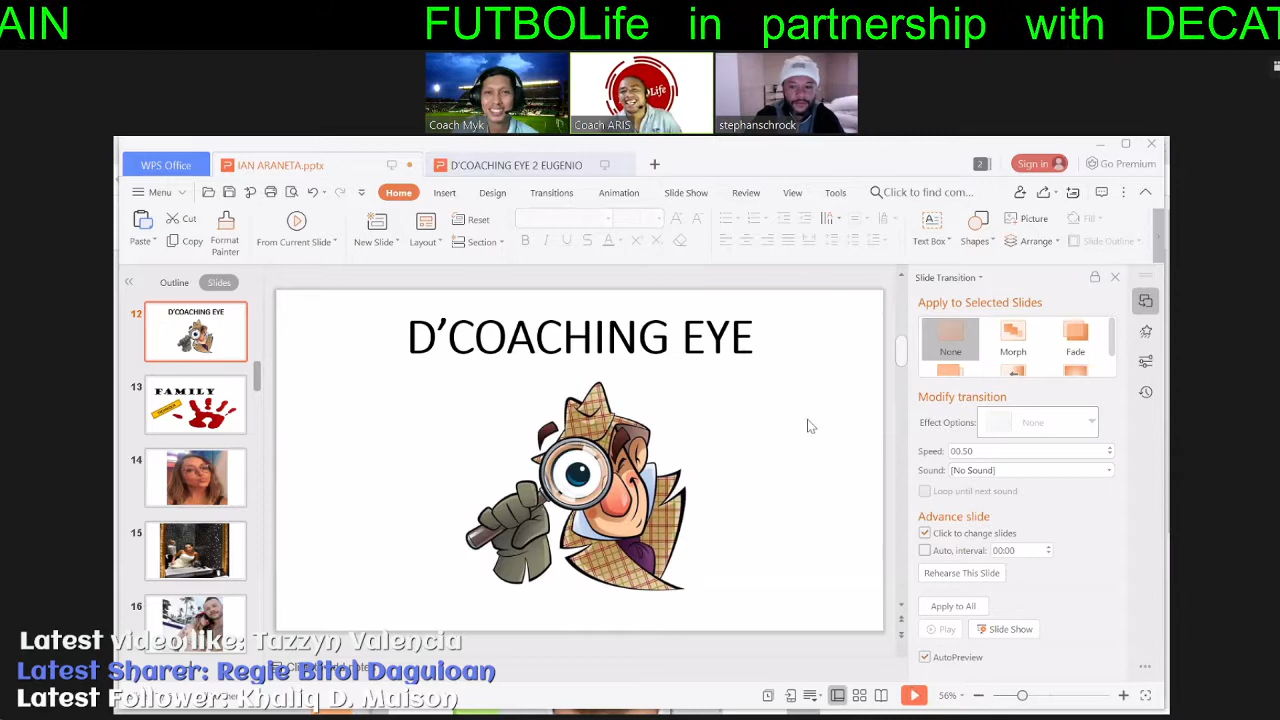 AIN FUTBOLife in partnership with DECAT
Coach Myk
Coach ARIS
stephanschrock
WPS Office
IAN ARANETA.pptx
D'COACHING EYE 2 EUGENIO
2
Sign in
Go Premium
Menu
Home
Insert
Design
Transitions
Animation
Slide Show
Review
View
Tools
Click to find com...
Paste
Cut
Copy
Format Painter
From Current Slide
New Slide
Layout
Reset
Section
B I U S A
Text Box
Shapes
Picture
Arrange
Fill
Slide Outline
Outline
Slides
12
D'COACHING EYE
13
FAMILY
14
15
16
D'COACHING EYE
Slide Transition
Apply to Selected Slides
None
Morph
Fade
Modify transition
Effect Options:
None
Speed: 00.50
Sound: [No Sound]
Loop until next sound
Advance slide
Click to change slides
Auto, interval: 00:00
Rehearse This Slide
Apply to All
Play
Slide Show
AutoPreview
56%
Latest video like: Tazzyn Valencia
Latest Sharer: Regie Bitol Daguioan
Latest Follower: Khaliq D. Maison